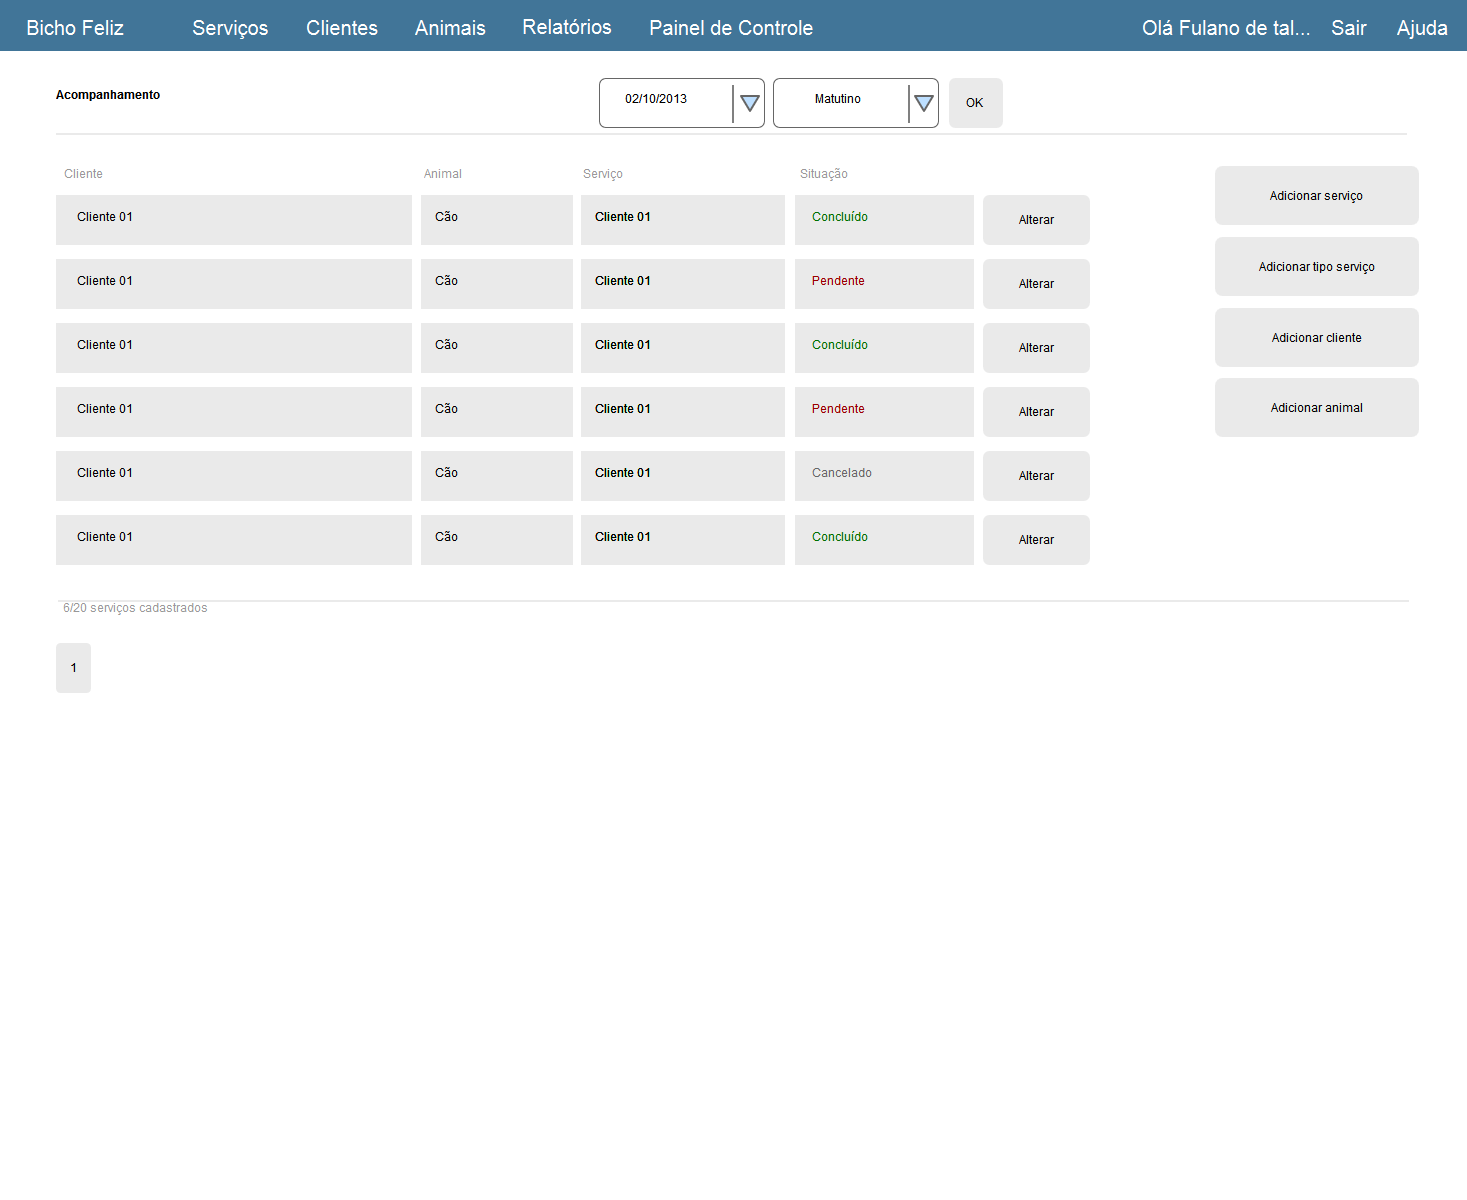 Bicho Feliz Serviços Clientes Animais Relatórios Painel de Controle Olá Fulano de tal... Sair Ajuda
Acompanhamento 02/10/2013 Matutino OK
Cliente Animal Serviço Situação
Cliente 01 Cão Cliente 01 Concluído Alterar
Cliente 01 Cão Cliente 01 Pendente Alterar
Cliente 01 Cão Cliente 01 Concluído Alterar
Cliente 01 Cão Cliente 01 Pendente Alterar
Cliente 01 Cão Cliente 01 Cancelado Alterar
Cliente 01 Cão Cliente 01 Concluído Alterar
Adicionar serviço
Adicionar tipo serviço
Adicionar cliente
Adicionar animal
6/20 serviços cadastrados
1